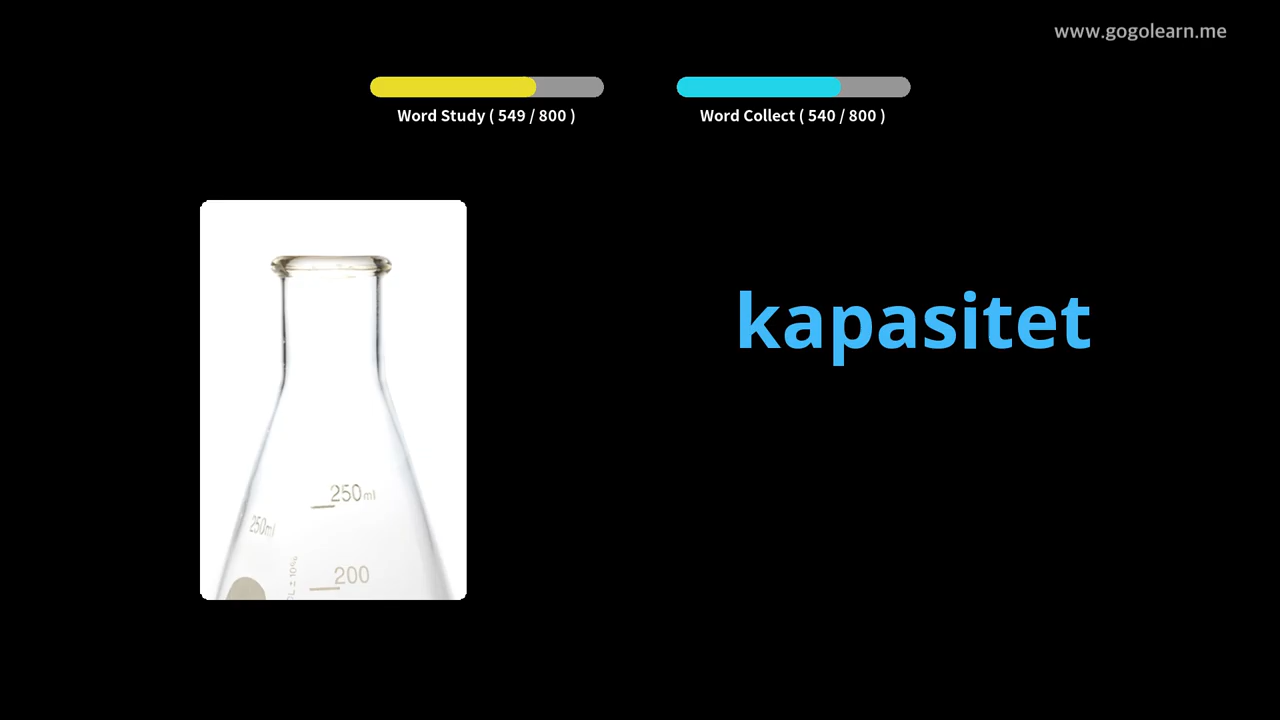 www.gogolearn.me
Word Study ( 549 / 800 )
Word Collect ( 540 / 800 )
kapasitet
250ml
250ml
200